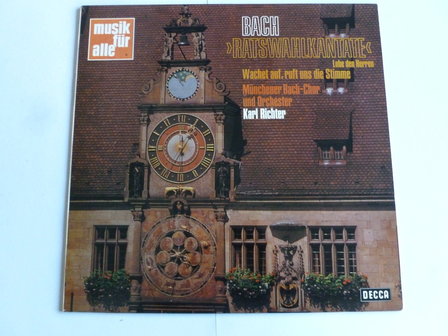 musik
für
alle
BACH
›RATSWAHLKANTATE‹
Lobe den Herren
Wachet auf, ruft uns die Stimme
Münchener Bach-Chor
und Orchester
Karl Richter
DECCA